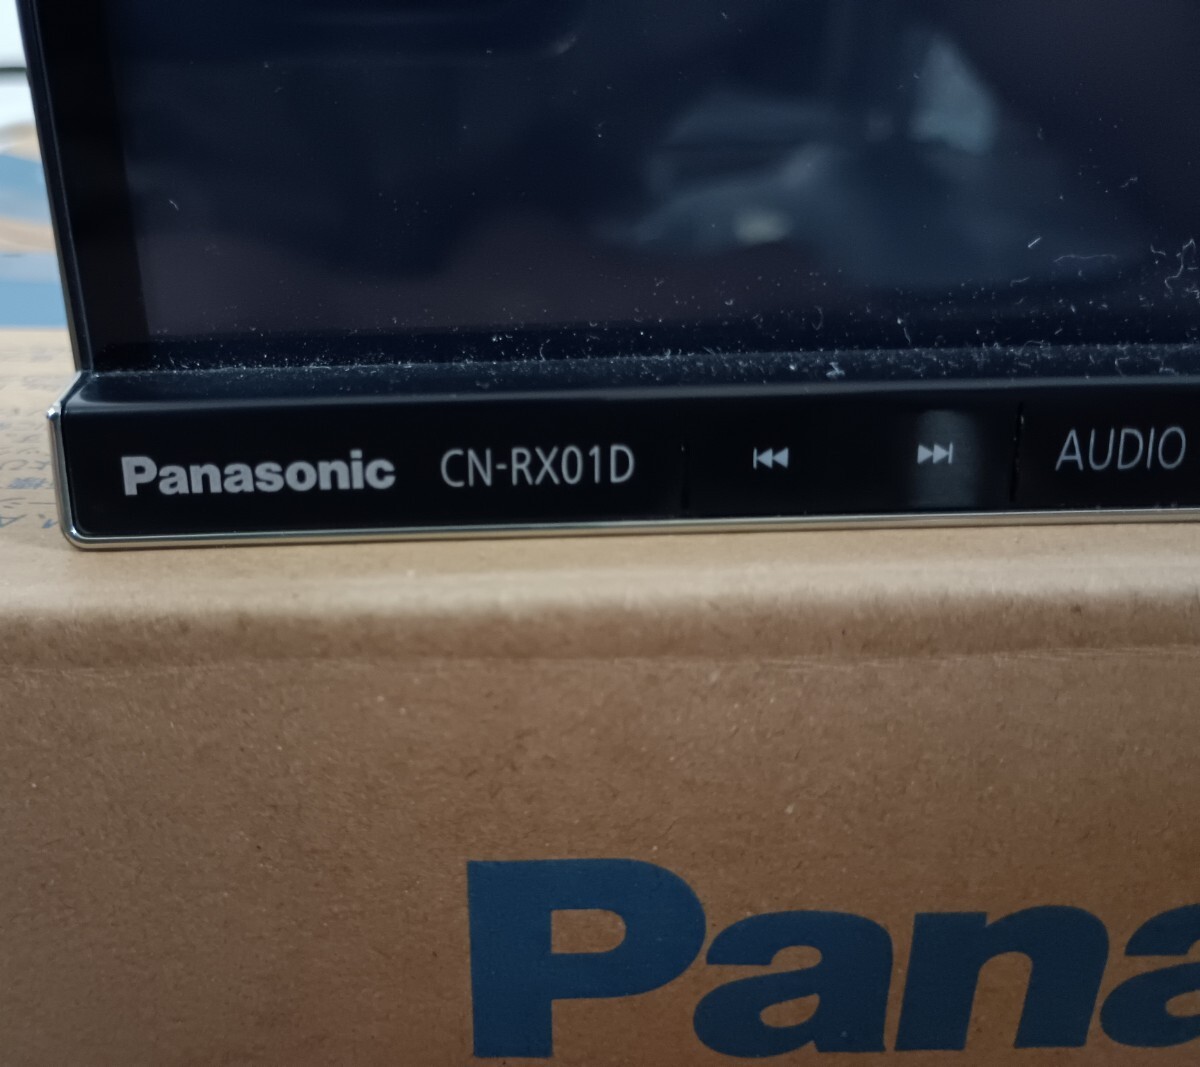 Panasonic CN-RX01D ⏮ ⏭ AUDIO
Pana